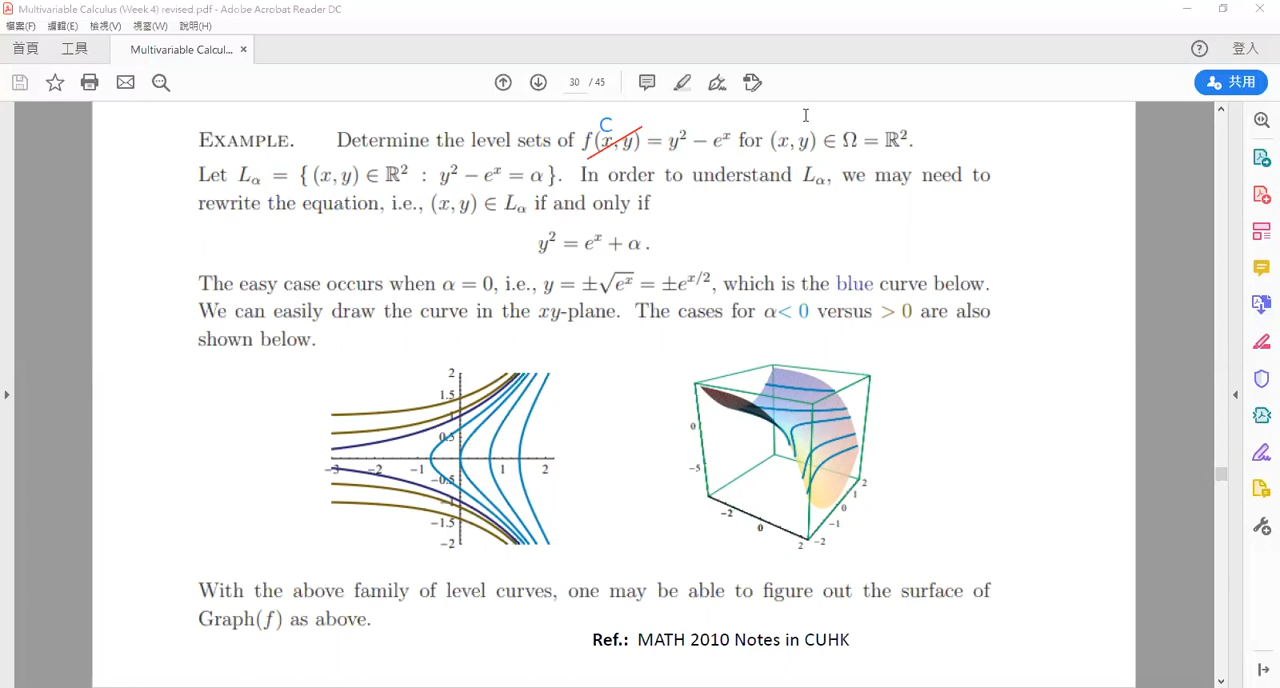 Multivariable Calculus (Week 4) revised.pdf - Adobe Acrobat Reader DC
檔案(F) 編輯(E) 檢視(V) 視窗(W) 說明(H)
首頁 工具 Multivariable Calcul... × 登入
30 / 45 共用
C
EXAMPLE. Determine the level sets of f(x, y) = y² − eˣ for (x, y) ∈ Ω = ℝ².
Let L_α = { (x, y) ∈ ℝ² : y² − eˣ = α }. In order to understand L_α, we may need to
rewrite the equation, i.e., (x, y) ∈ L_α if and only if
y² = eˣ + α .
The easy case occurs when α = 0, i.e., y = ±√eˣ = ±e^{x/2}, which is the blue curve below.
We can easily draw the curve in the xy-plane. The cases for α< 0 versus > 0 are also
shown below.
2
1.5
1
0.5
-3 -2 -1 1 2
-0.5
-1
-1.5
-2
0
-5
-2 0 2
-2 -1 0 1 2
With the above family of level curves, one may be able to figure out the surface of
Graph(f) as above.
Ref.: MATH 2010 Notes in CUHK